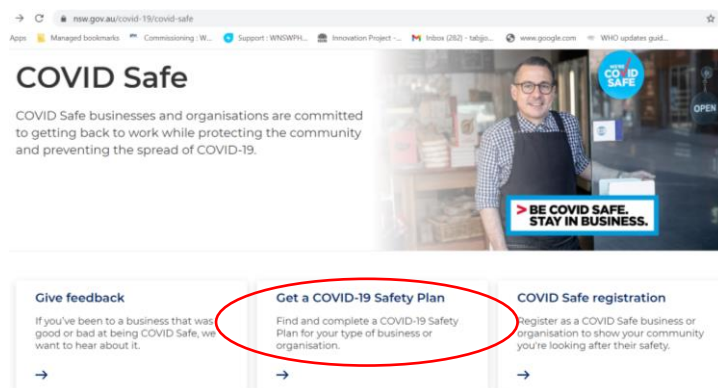 nsw.gov.au/covid-19/covid-safe
Apps Managed bookmarks Commissioning : W... Support : WNSWPH... Innovation Project -... Inbox (282) - tabjjo... www.google.com WHO updates guid...
COVID Safe
COVID Safe businesses and organisations are committed
to getting back to work while protecting the community
and preventing the spread of COVID-19.
WE'RE
COVID
SAFE
OPEN
> BE COVID SAFE.
STAY IN BUSINESS.
Give feedback
If you've been to a business that was
good or bad at being COVID Safe, we
want to hear about it.
→
Get a COVID-19 Safety Plan
Find and complete a COVID-19 Safety
Plan for your type of business or
organisation.
→
COVID Safe registration
Register as a COVID Safe business or
organisation to show your community
you're looking after their safety.
→